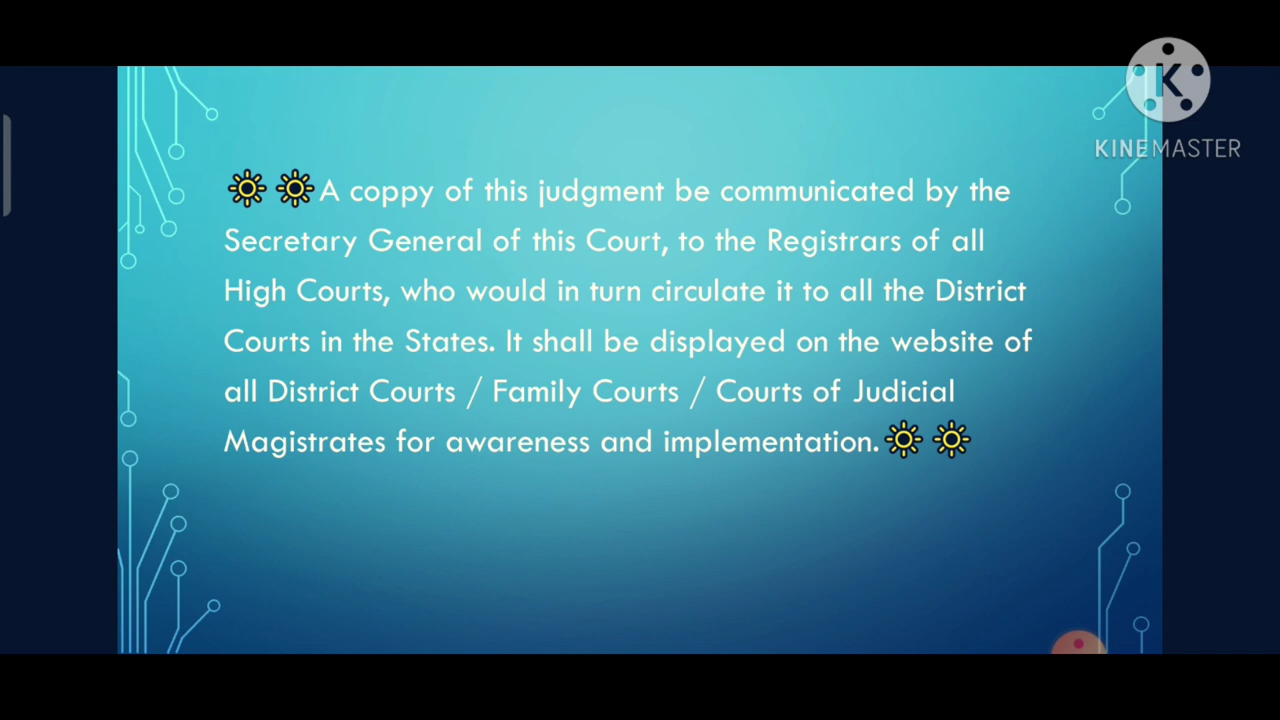 KINEMASTER
A coppy of this judgment be communicated by the
Secretary General of this Court, to the Registrars of all
High Courts, who would in turn circulate it to all the District
Courts in the States. It shall be displayed on the website of
all District Courts / Family Courts / Courts of Judicial
Magistrates for awareness and implementation.